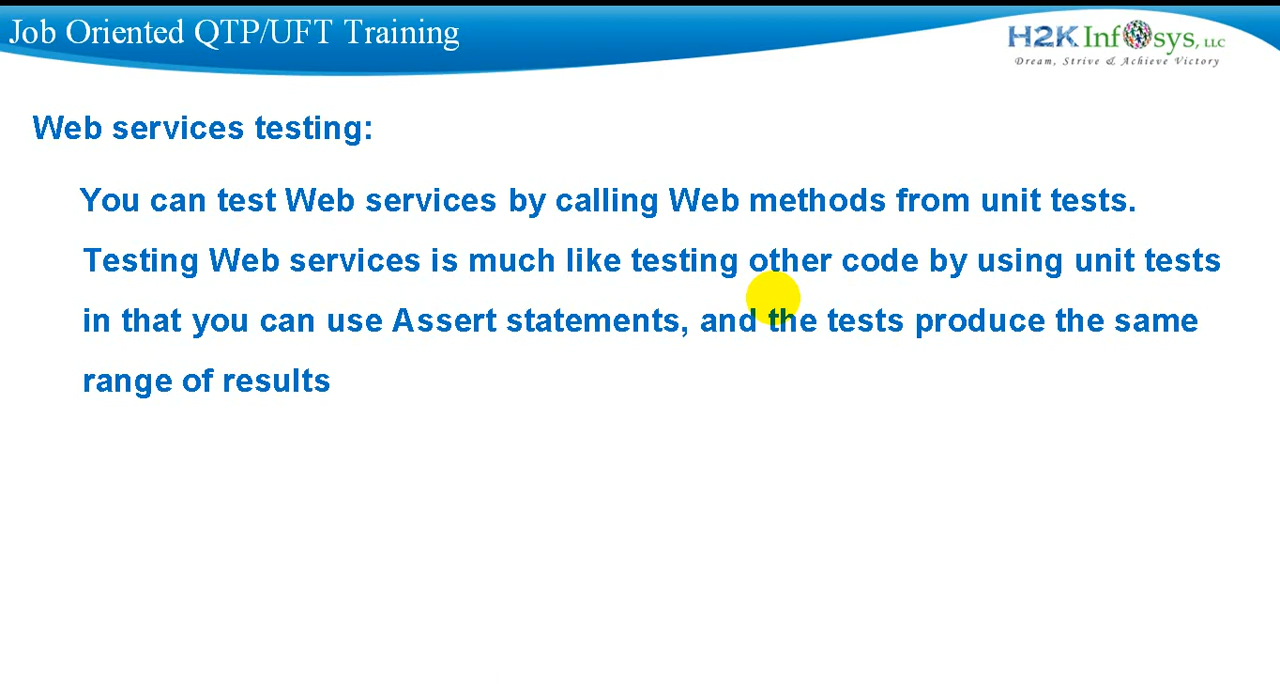 Job Oriented QTP/UFT Training
H2K Infosys, LLC
Dream, Strive & Achieve Victory
Web services testing:
You can test Web services by calling Web methods from unit tests.
Testing Web services is much like testing other code by using unit tests
in that you can use Assert statements, and the tests produce the same
range of results